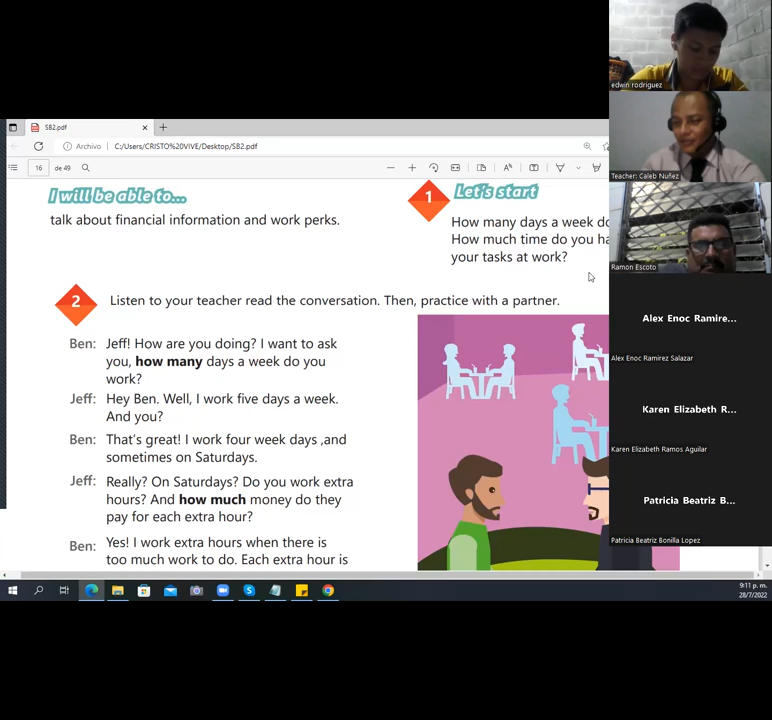 SB2.pdf
Archivo
C:/Users/CRISTO%20VIVE/Desktop/SB2.pdf
16
de 49
I will be able to...
talk about financial information and work perks.
1
Let's start
How many days a week do
How much time do you ha
your tasks at work?
2
Listen to your teacher read the conversation. Then, practice with a partner.
Ben: Jeff! How are you doing? I want to ask
you, how many days a week do you
work?
Jeff: Hey Ben. Well, I work five days a week.
And you?
Ben: That's great! I work four week days ,and
sometimes on Saturdays.
Jeff: Really? On Saturdays? Do you work extra
hours? And how much money do they
pay for each extra hour?
Ben: Yes! I work extra hours when there is
too much work to do. Each extra hour is
edwin rodriguez
Teacher: Caleb Nuñez
Ramon Escoto
Alex Enoc Ramire...
Alex Enoc Ramirez Salazar
Karen Elizabeth R...
Karen Elizabeth Ramos Aguilar
Patricia Beatriz B...
Patricia Beatriz Bonilla Lopez
9:11 p. m.
28/7/2022